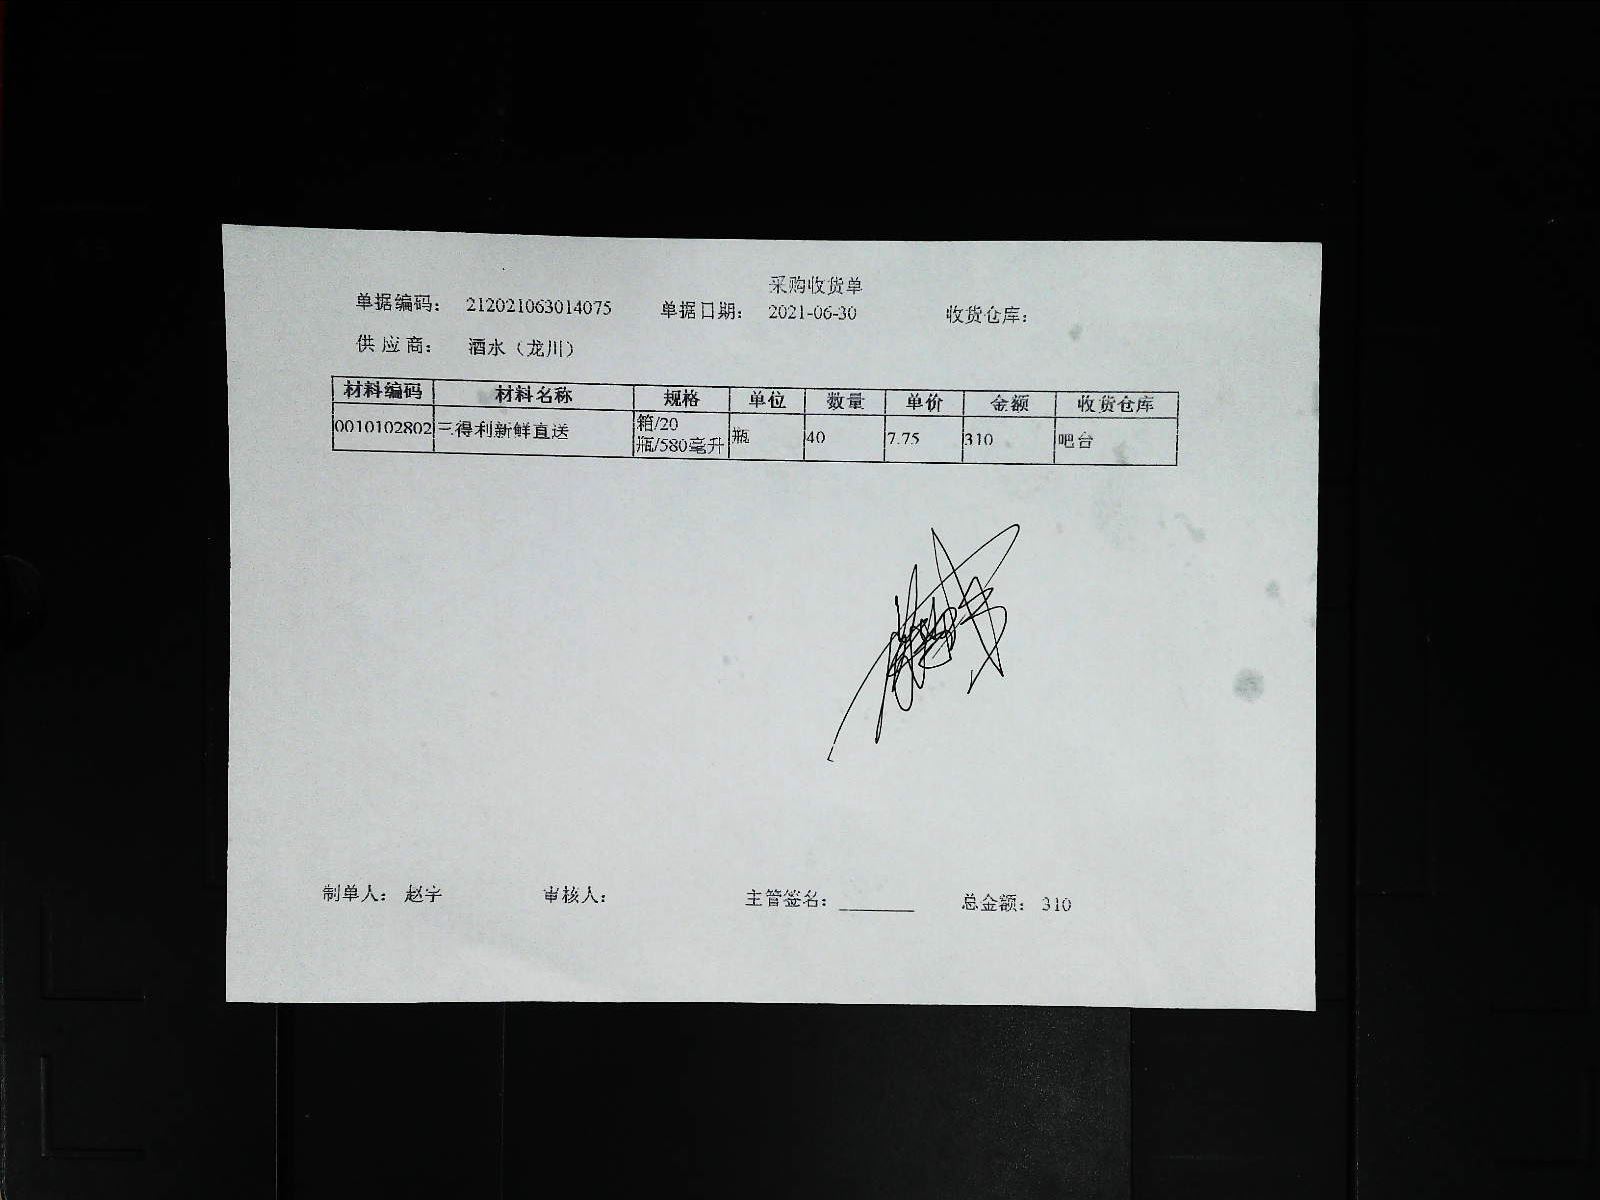 采购收货单
单据编码： 212021063014075 单据日期： 2021-06-30 收货仓库：
供应商： 酒水（龙川）
材料编码 材料名称 规格 单位 数量 单价 金额 收货仓库
0010102802 三得利新鲜直送 箱/20瓶/580毫升 瓶 40 7.75 310 吧台
制单人： 赵宇 审核人： 主管签名：________ 总金额： 310